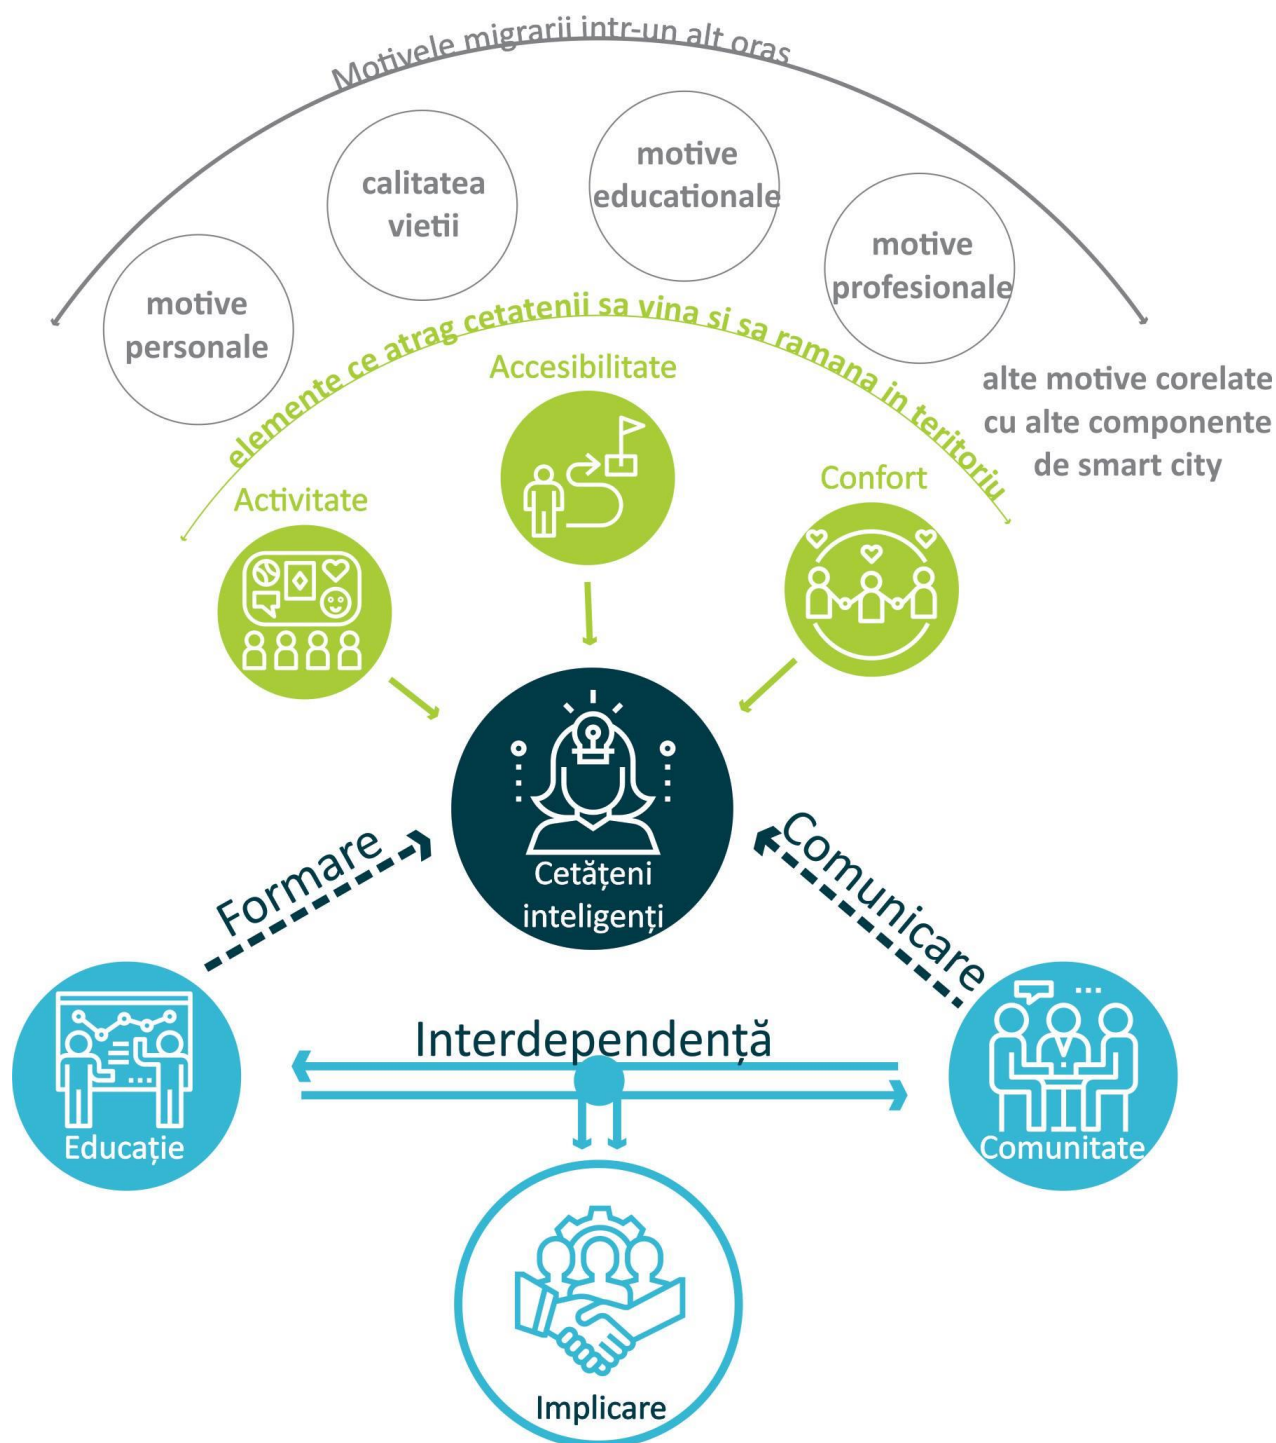 Motivele migrarii intr-un alt oras
motive
educationale
calitatea
vietii
motive
profesionale
motive
personale
elemente ce atrag cetatenii sa vina si sa ramana in teritoriu
alte motive corelate
cu alte componente
de smart city
Accesibilitate
Activitate
Confort
Cetățeni
inteligenți
Formare
Comunicare
Interdependență
Educație
Comunitate
Implicare